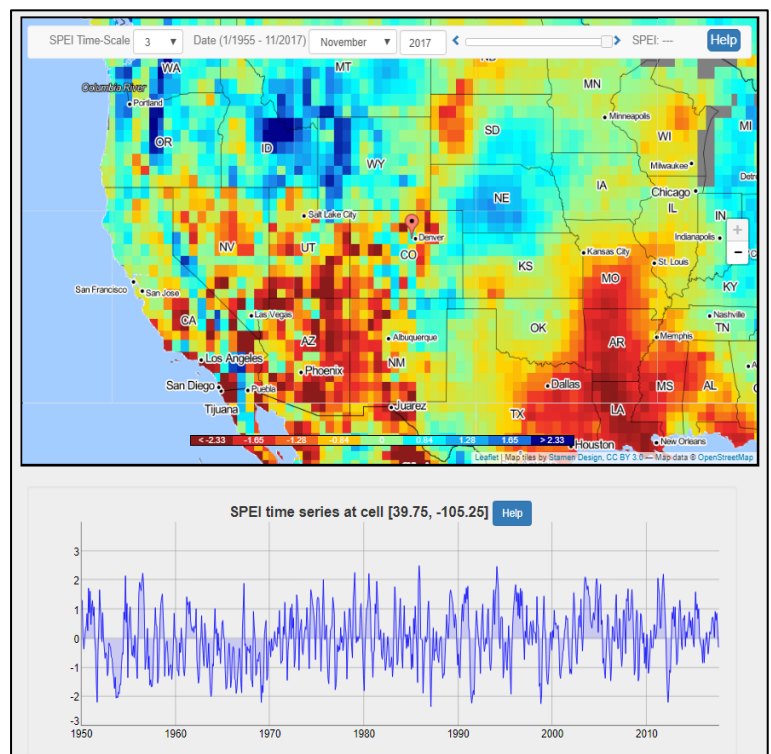 SPEI Time-Scale 3 Date (1/1955 - 11/2017) November 2017 SPEI: --- Help
WA
MT
MN
Columbia River
Portland
Minneapolis
OR
ID
SD
WI
MI
WY
Milwaukee
Detr
NE
IA
Chicago
Salt Lake City
IL
IN
+
Denver
Indianapolis
NV
UT
CO
Kansas City
−
St. Louis
KS
MO
San Francisco
San Jose
KY
Las Vegas
Nashville
CA
OK
TN
AZ
Albuquerque
AR
Memphis
Los Angeles
NM
Phoenix
San Diego
Puebla
Dallas
MS
AL
Tijuana
Juarez
TX
LA
< -2.33 -1.65 -1.28 -0.84 0 0.84 1.28 1.65 > 2.33
Houston
New Orleans
Leaflet | Map tiles by Stamen Design, CC BY 3.0 — Map data © OpenStreetMap
SPEI time series at cell [39.75, -105.25] Help
3
2
1
0
-1
-2
-3
1950 1960 1970 1980 1990 2000 2010